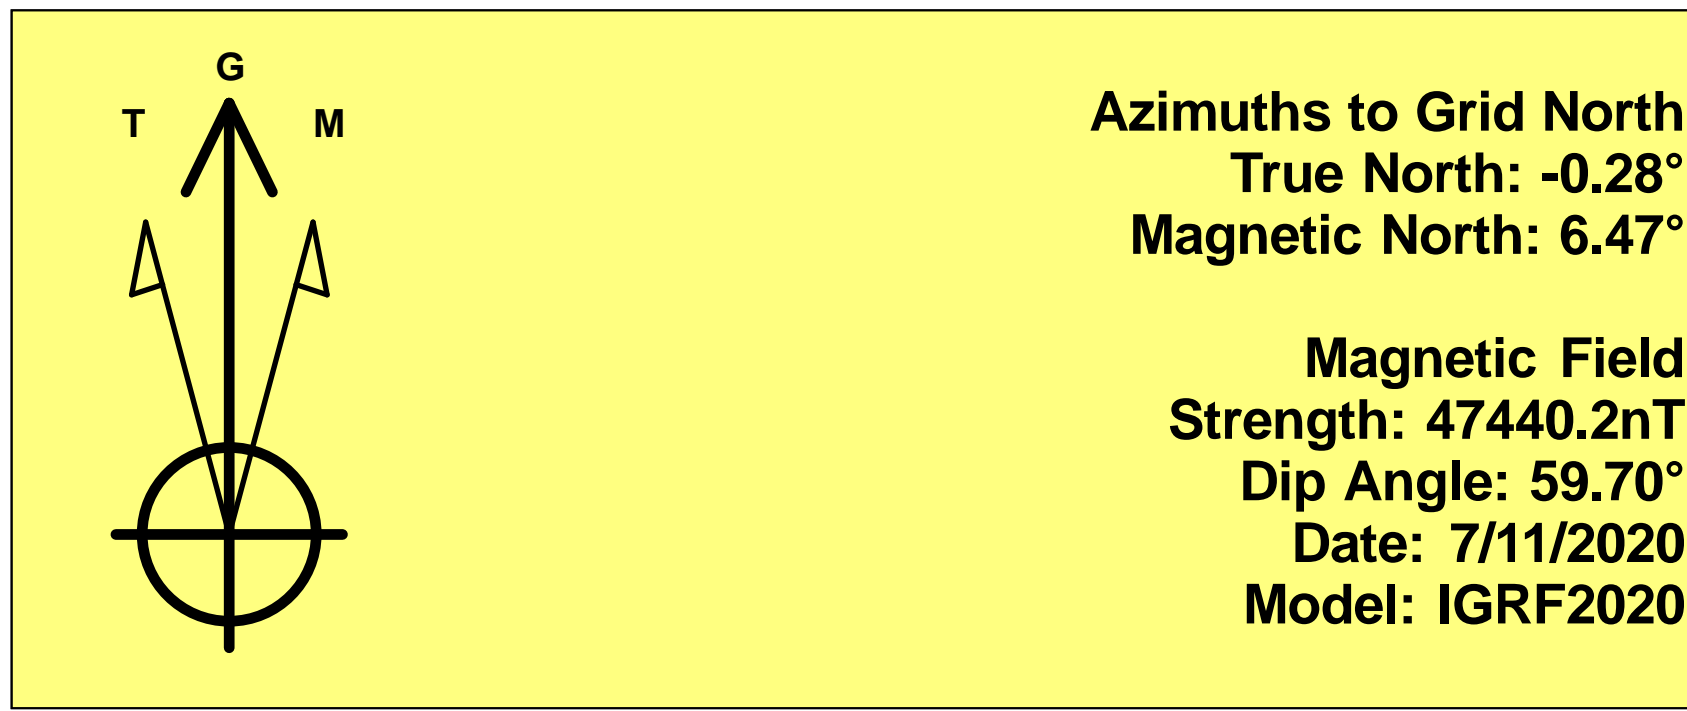 G
T M
Azimuths to Grid North
True North: -0.28°
Magnetic North: 6.47°
Magnetic Field
Strength: 47440.2nT
Dip Angle: 59.70°
Date: 7/11/2020
Model: IGRF2020